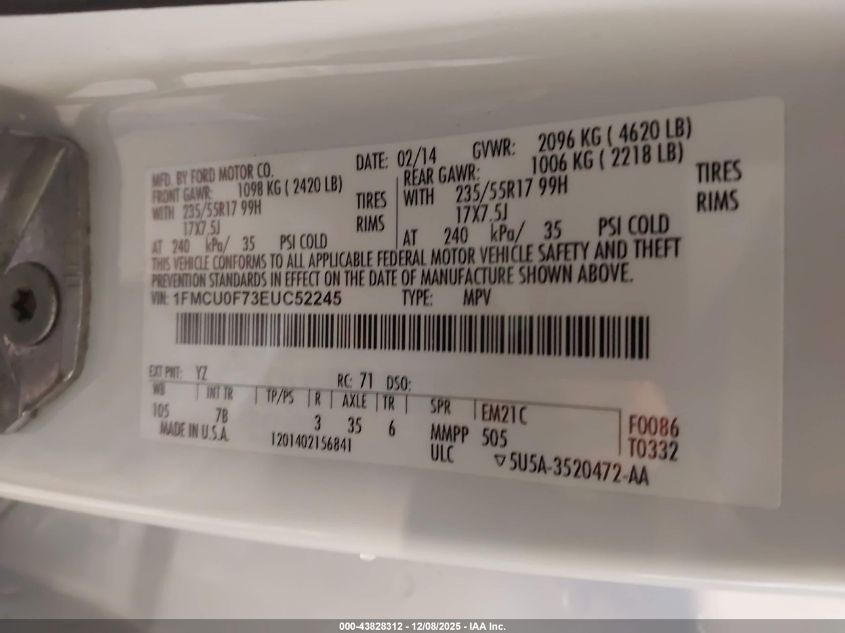 MFD. BY FORD MOTOR CO.
DATE: 02/14 GVWR: 2096 KG ( 4620 LB)
FRONT GAWR: 1098 KG ( 2420 LB)
WITH 235/55R17 99H TIRES
17X7.5J RIMS
AT 240 kPa/ 35 PSI COLD
REAR GAWR: 1006 KG ( 2218 LB)
WITH 235/55R17 99H TIRES
17X7.5J RIMS
AT 240 kPa/ 35 PSI COLD
THIS VEHICLE CONFORMS TO ALL APPLICABLE FEDERAL MOTOR VEHICLE SAFETY AND THEFT
PREVENTION STANDARDS IN EFFECT ON THE DATE OF MANUFACTURE SHOWN ABOVE.
VIN: 1FMCU0F73EUC52245 TYPE: MPV
EXT PNT: YZ RC: 71 DSO:
WB INT TR TP/PS R AXLE TR SPR EM21C F0086
105 7B 3 35 6 MMPP 505 T0332
MADE IN U.S.A. 1201402156841 ULC ▽5U5A-3520472-AA
000-43828312 - 12/08/2025 - IAA Inc.